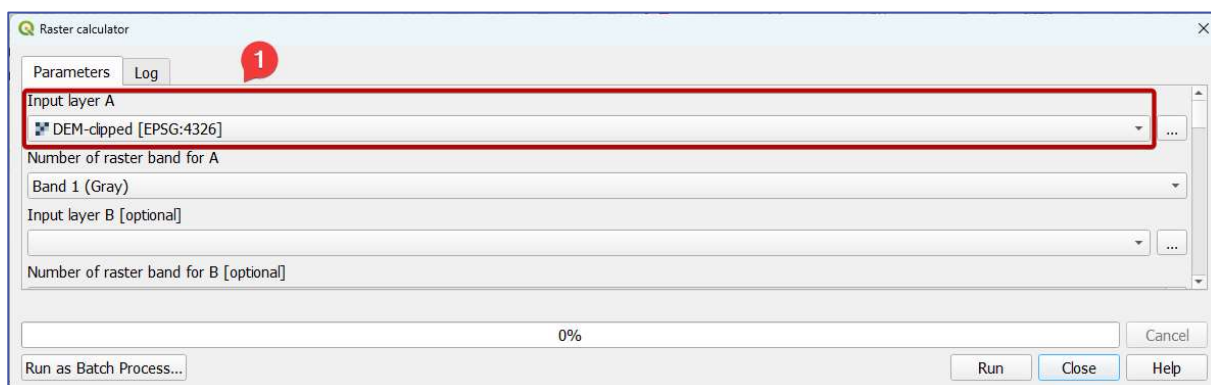 Raster calculator
Parameters Log
1
Input layer A
DEM-clipped [EPSG:4326]
...
Number of raster band for A
Band 1 (Gray)
Input layer B [optional]
...
Number of raster band for B [optional]
0%
Cancel
Run as Batch Process...
Run Close Help